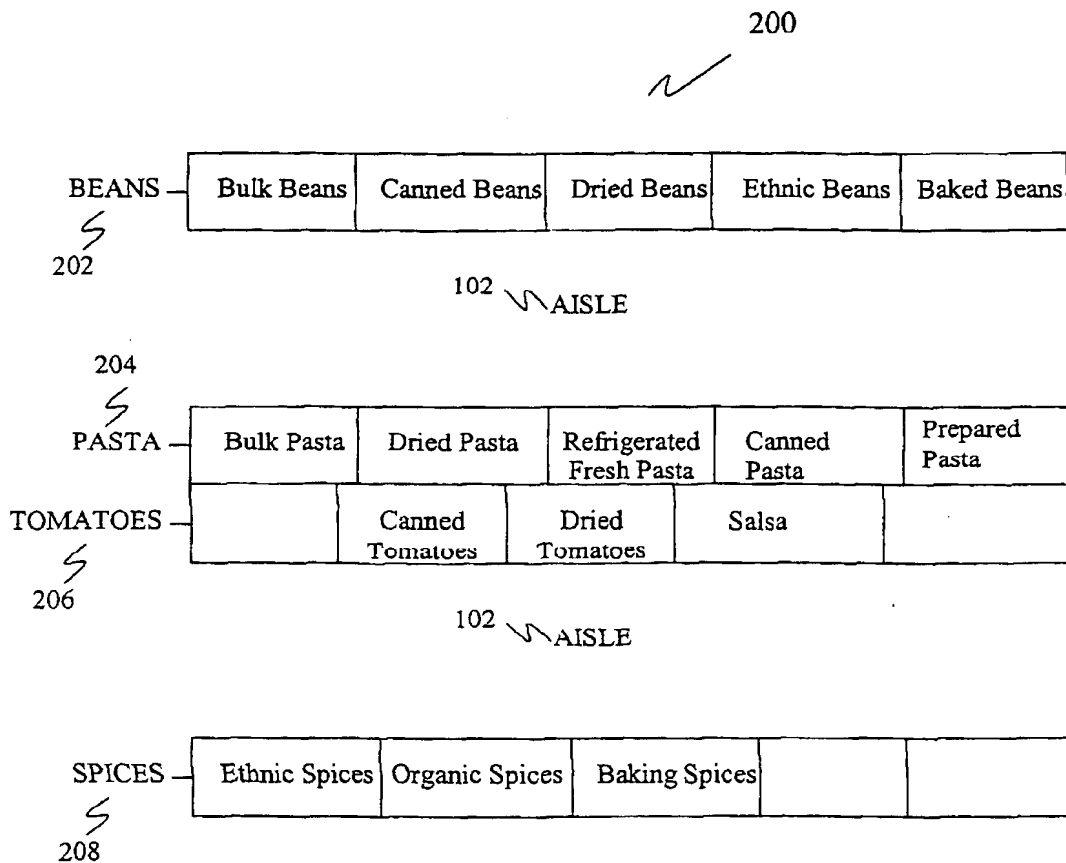 200
BEANS
Bulk Beans
Canned Beans
Dried Beans
Ethnic Beans
Baked Beans
202
102
AISLE
204
PASTA
Bulk Pasta
Dried Pasta
Refrigerated
Fresh Pasta
Canned
Pasta
Prepared
Pasta
TOMATOES
Canned
Tomatoes
Dried
Tomatoes
Salsa
206
102
AISLE
SPICES
Ethnic Spices
Organic Spices
Baking Spices
208